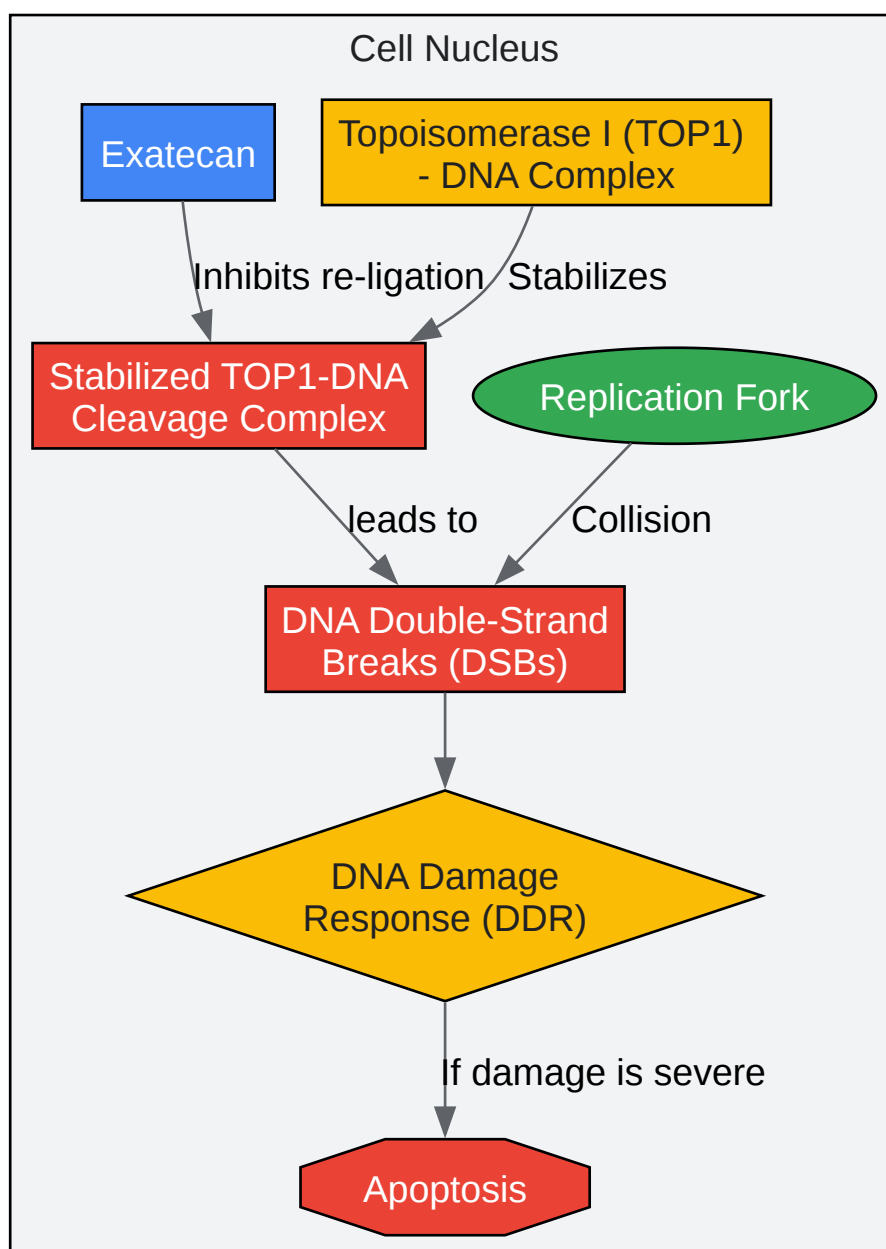 Cell Nucleus
Exatecan
Topoisomerase I (TOP1)
- DNA Complex
Inhibits re-ligation
Stabilizes
Stabilized TOP1-DNA
Cleavage Complex
Replication Fork
leads to
Collision
DNA Double-Strand
Breaks (DSBs)
DNA Damage
Response (DDR)
If damage is severe
Apoptosis